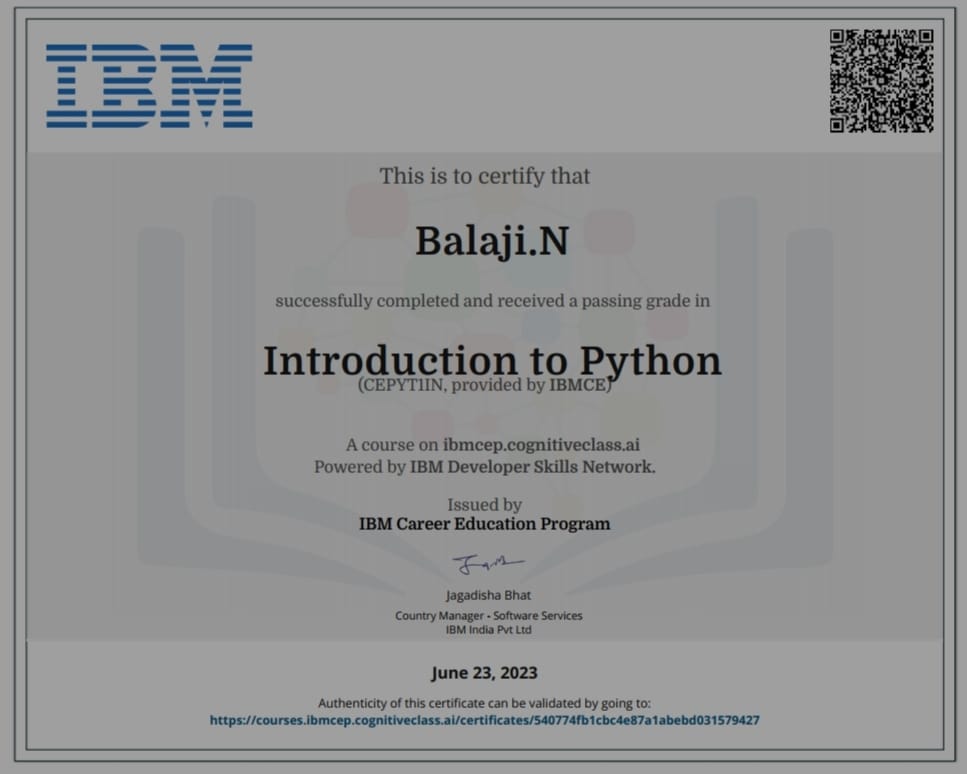 IBM
This is to certify that
Balaji.N
successfully completed and received a passing grade in
Introduction to Python
(CEPYT1IN, provided by IBMCE)
A course on ibmcep.cognitiveclass.ai
Powered by IBM Developer Skills Network.
Issued by
IBM Career Education Program
Jagadisha Bhat
Country Manager - Software Services
IBM India Pvt Ltd
June 23, 2023
Authenticity of this certificate can be validated by going to:
https://courses.ibmcep.cognitiveclass.ai/certificates/540774fb1cbc4e87a1abebd031579427